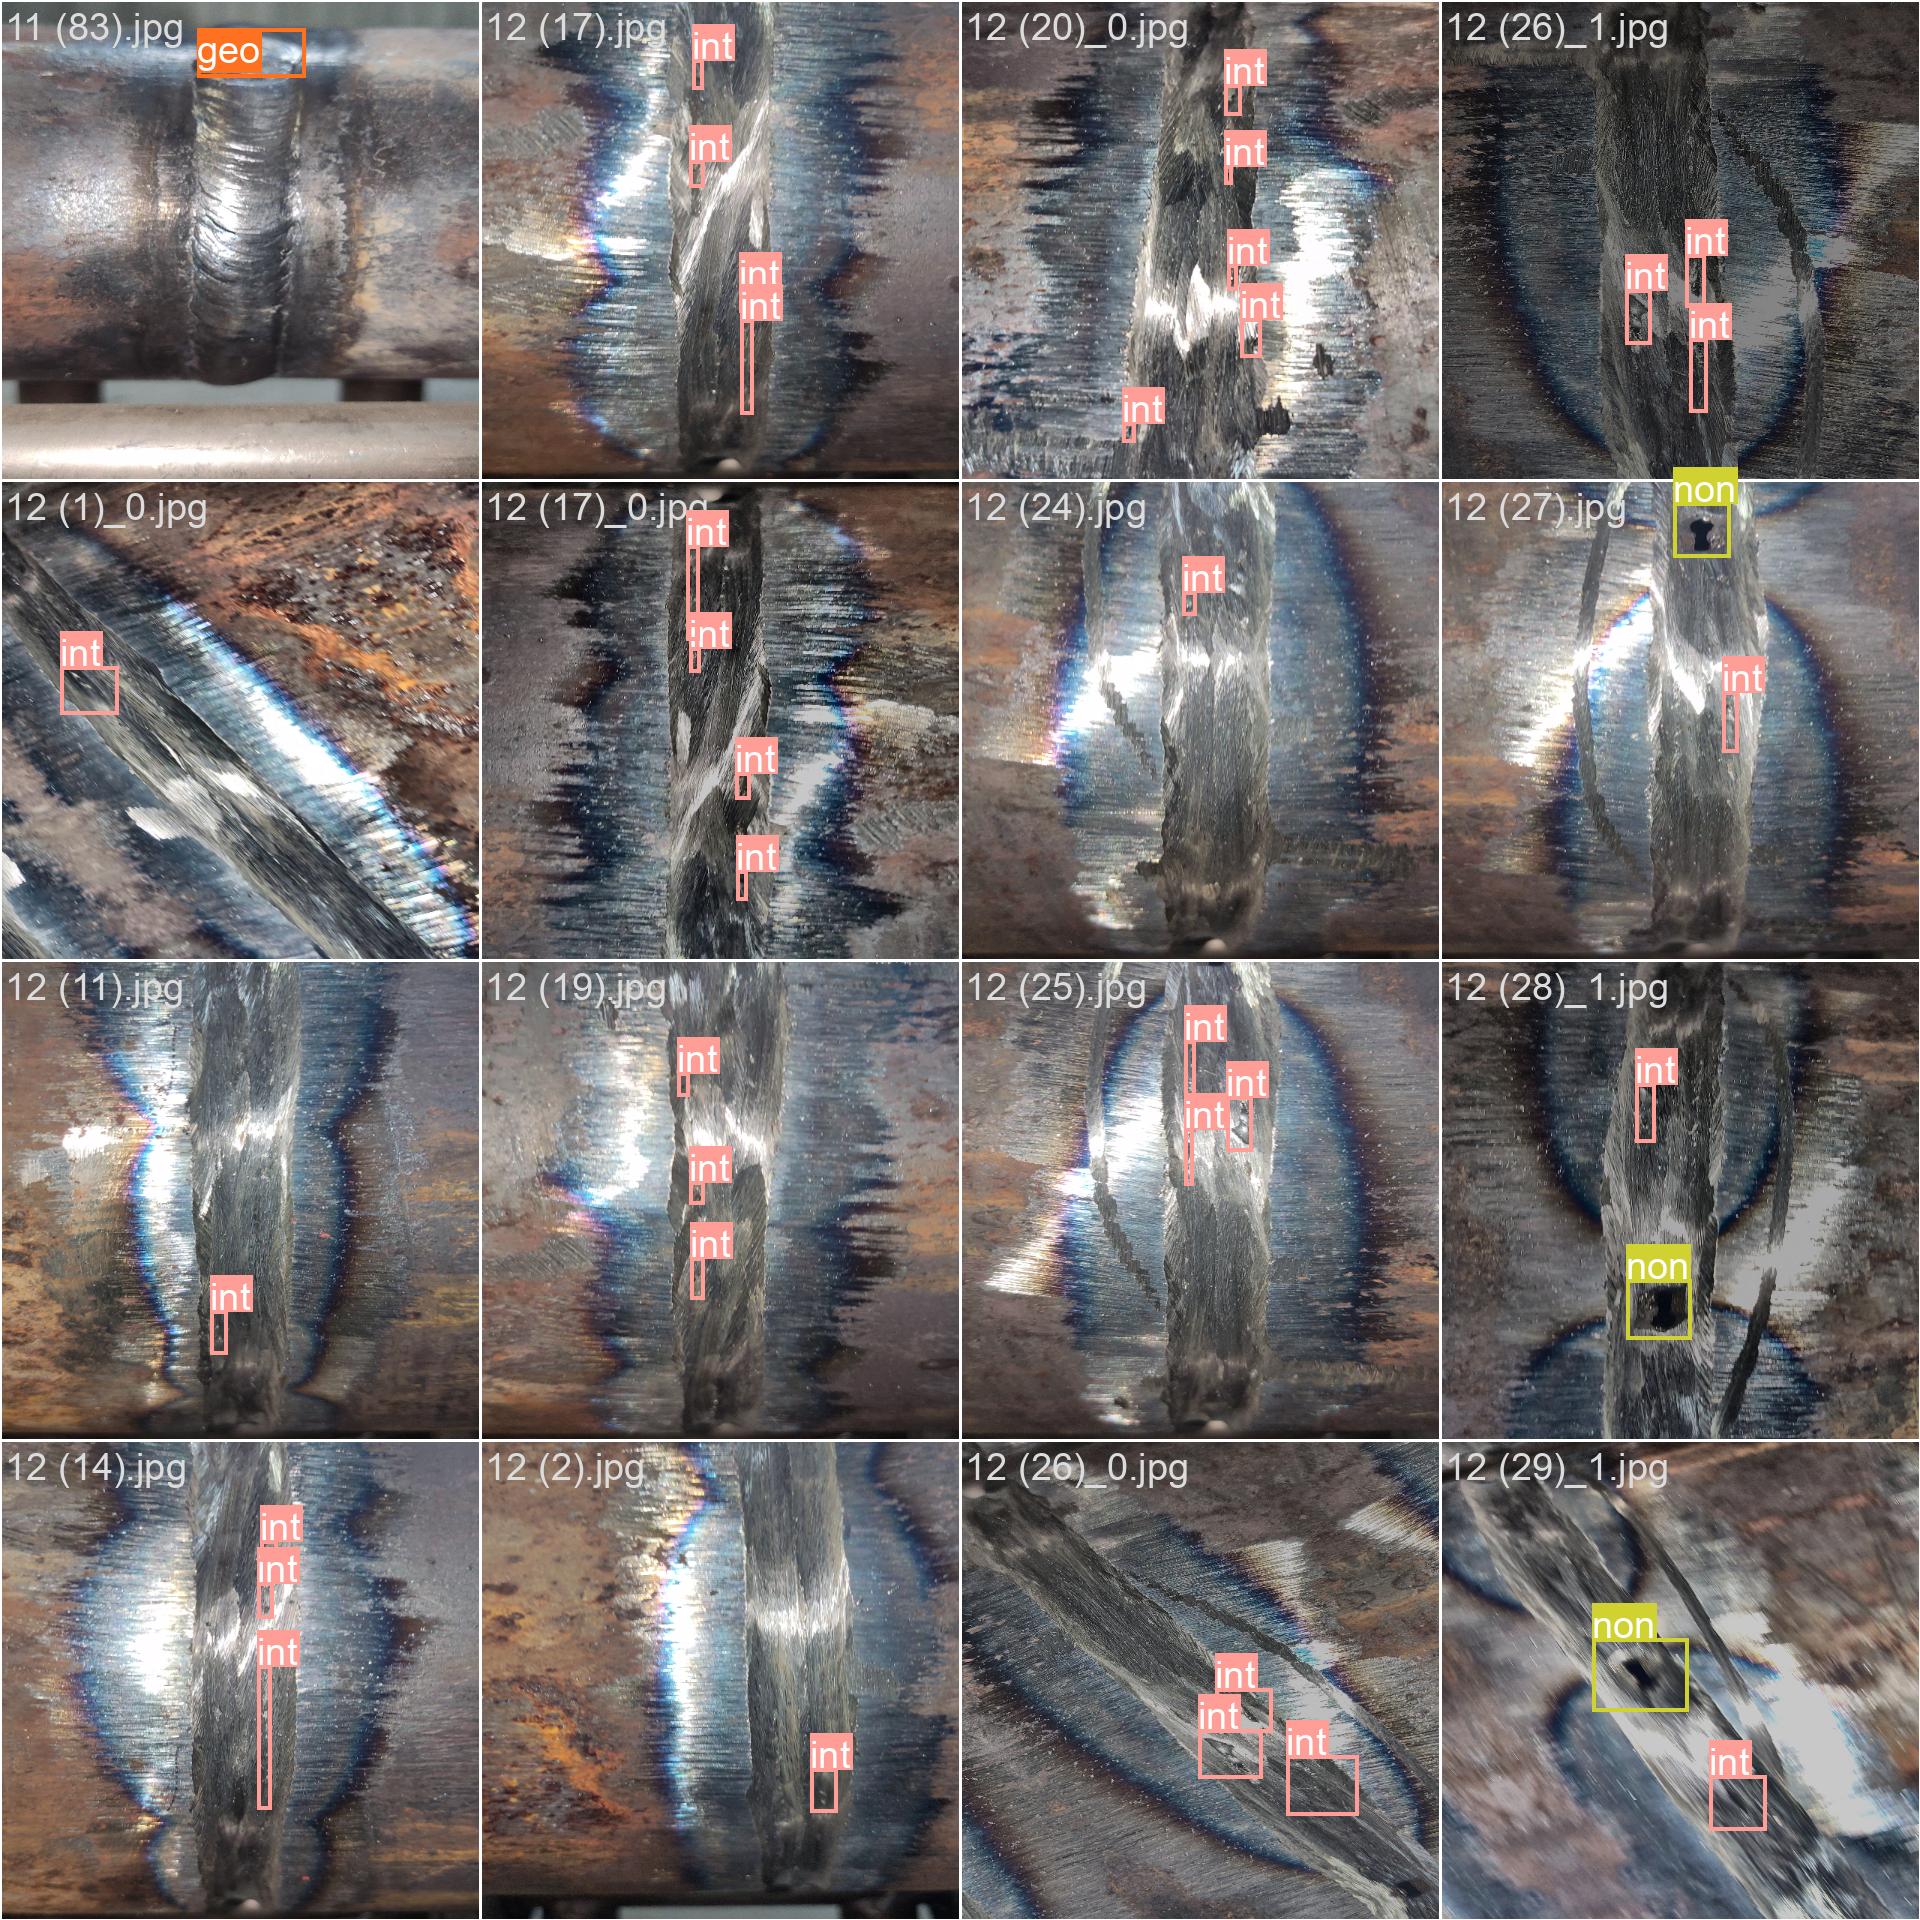 11 (83).jpg
geo
12 (17).jpg
int
int
int
int
12 (20)_0.jpg
int
int
int
int
int
12 (26)_1.jpg
int
int
int
12 (1)_0.jpg
int
12 (17)_0.jpg
int
int
int
int
12 (24).jpg
int
12 (27).jpg
non
int
12 (11).jpg
int
12 (19).jpg
int
int
int
12 (25).jpg
int
int
int
12 (28)_1.jpg
int
non
12 (14).jpg
int
int
int
12 (2).jpg
int
12 (26)_0.jpg
int
int
int
12 (29)_1.jpg
non
int